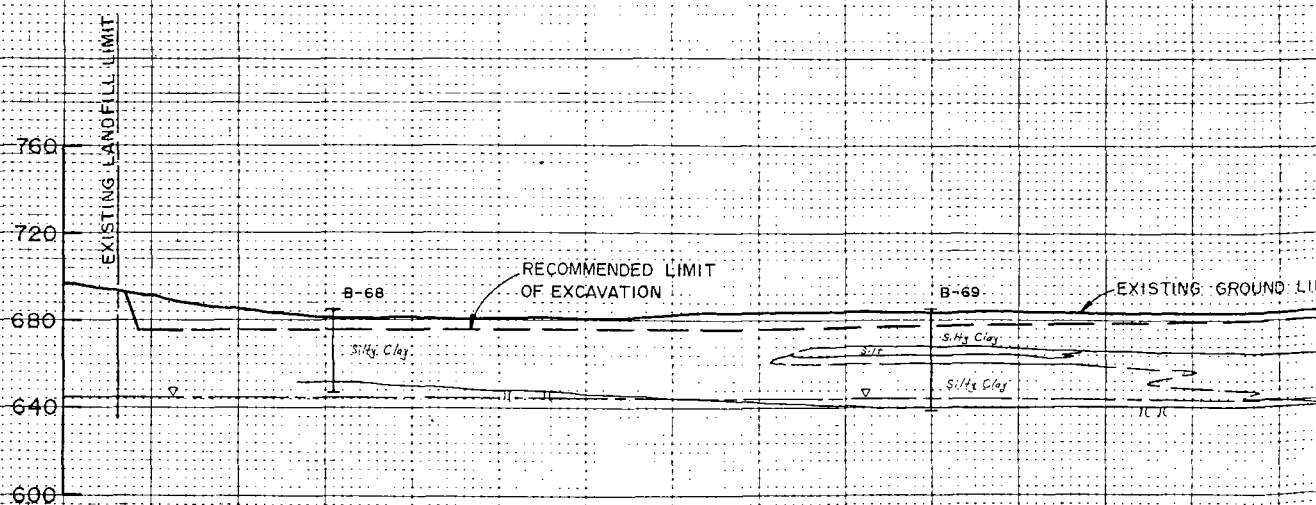 EXISTING LANDFILL LIMIT
760
720
680
640
600
B-68
RECOMMENDED LIMIT
OF EXCAVATION
B-69
EXISTING GROUND LI
Silty Clay
Silty Clay
Silt
Silty Clay